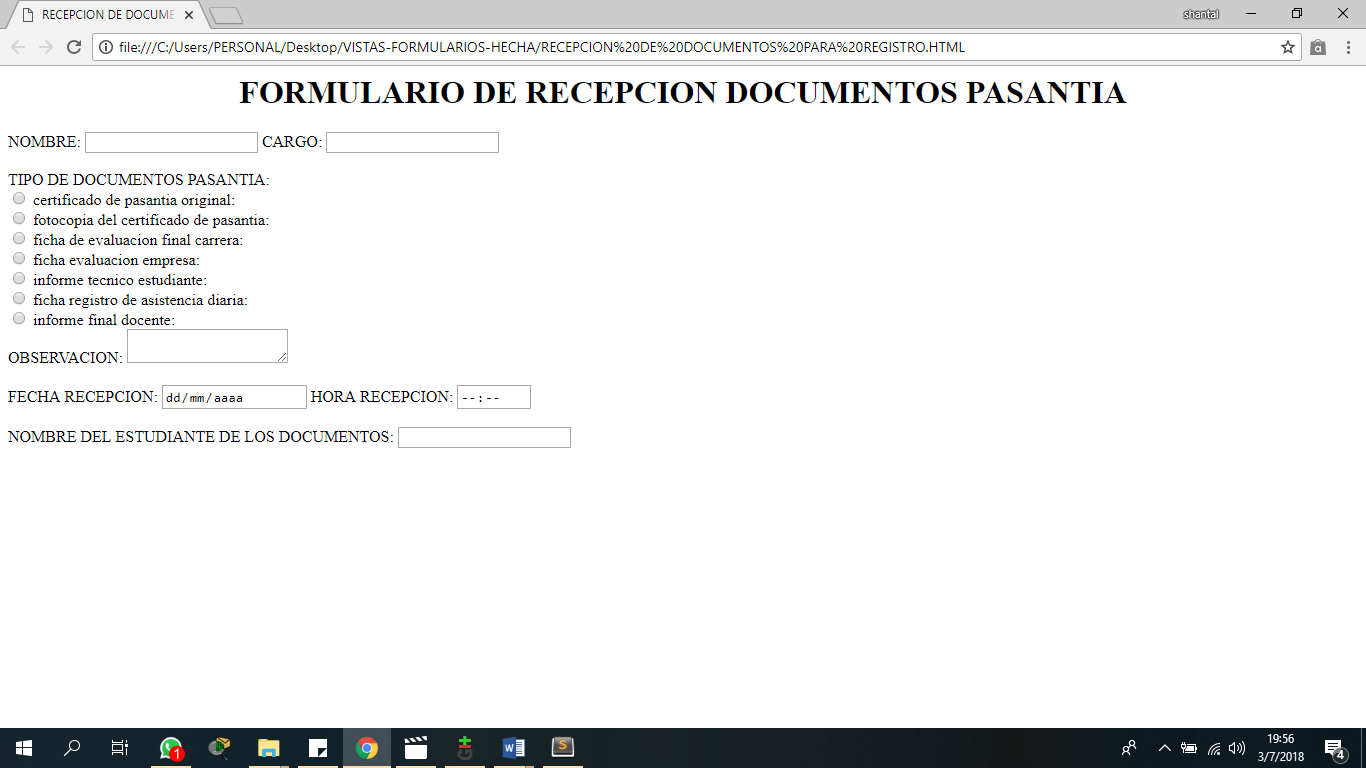 RECEPCION DE DOCUME
shantal
file:///C:/Users/PERSONAL/Desktop/VISTAS-FORMULARIOS-HECHA/RECEPCION%20DE%20DOCUMENTOS%20PARA%20REGISTRO.HTML
FORMULARIO DE RECEPCION DOCUMENTOS PASANTIA
NOMBRE: CARGO:
TIPO DE DOCUMENTOS PASANTIA:
certificado de pasantia original:
fotocopia del certificado de pasantia:
ficha de evaluacion final carrera:
ficha evaluacion empresa:
informe tecnico estudiante:
ficha registro de asistencia diaria:
informe final docente:
OBSERVACION:
FECHA RECEPCION: dd/mm/aaaa HORA RECEPCION: --:--
NOMBRE DEL ESTUDIANTE DE LOS DOCUMENTOS:
1
19:56
3/7/2018
4